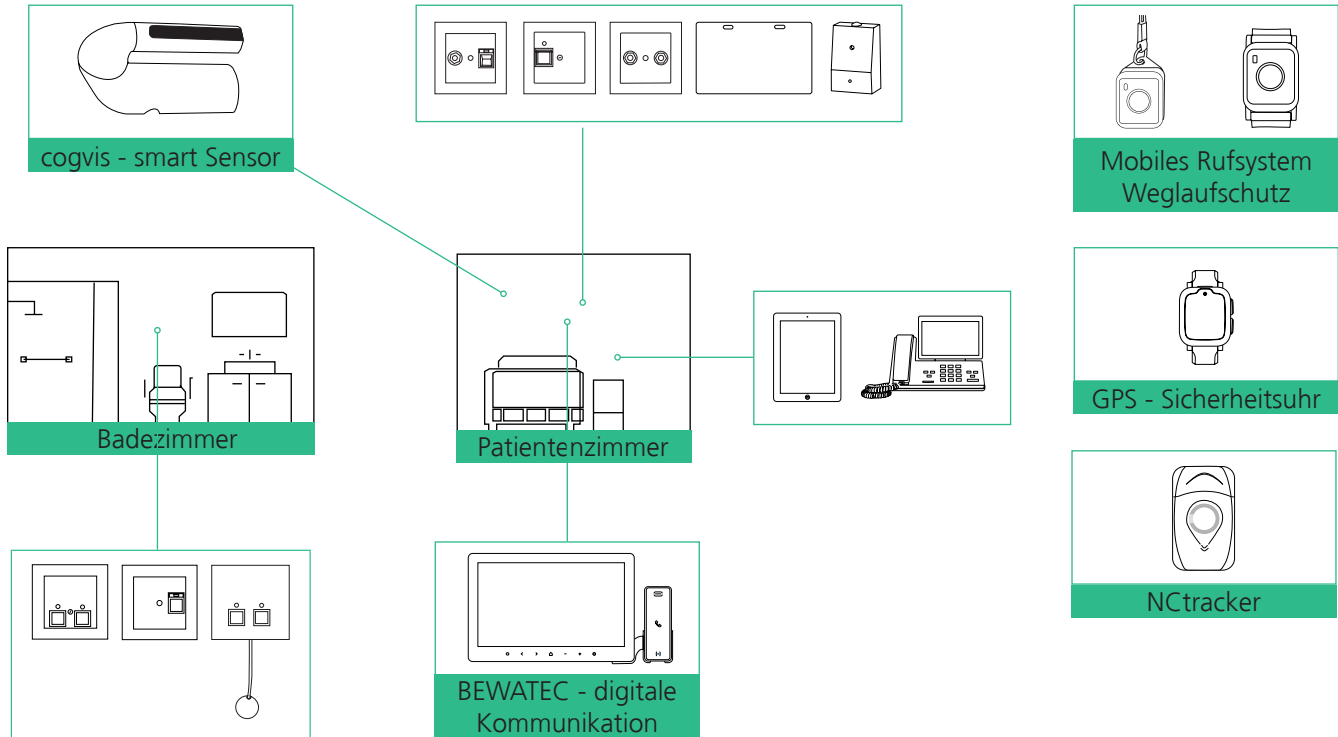 cogvis - smart Sensor
Mobiles Rufsystem
Weglaufschutz
Badezimmer
Patientenzimmer
GPS - Sicherheitsuhr
NCtracker
BEWATEC - digitale
Kommunikation